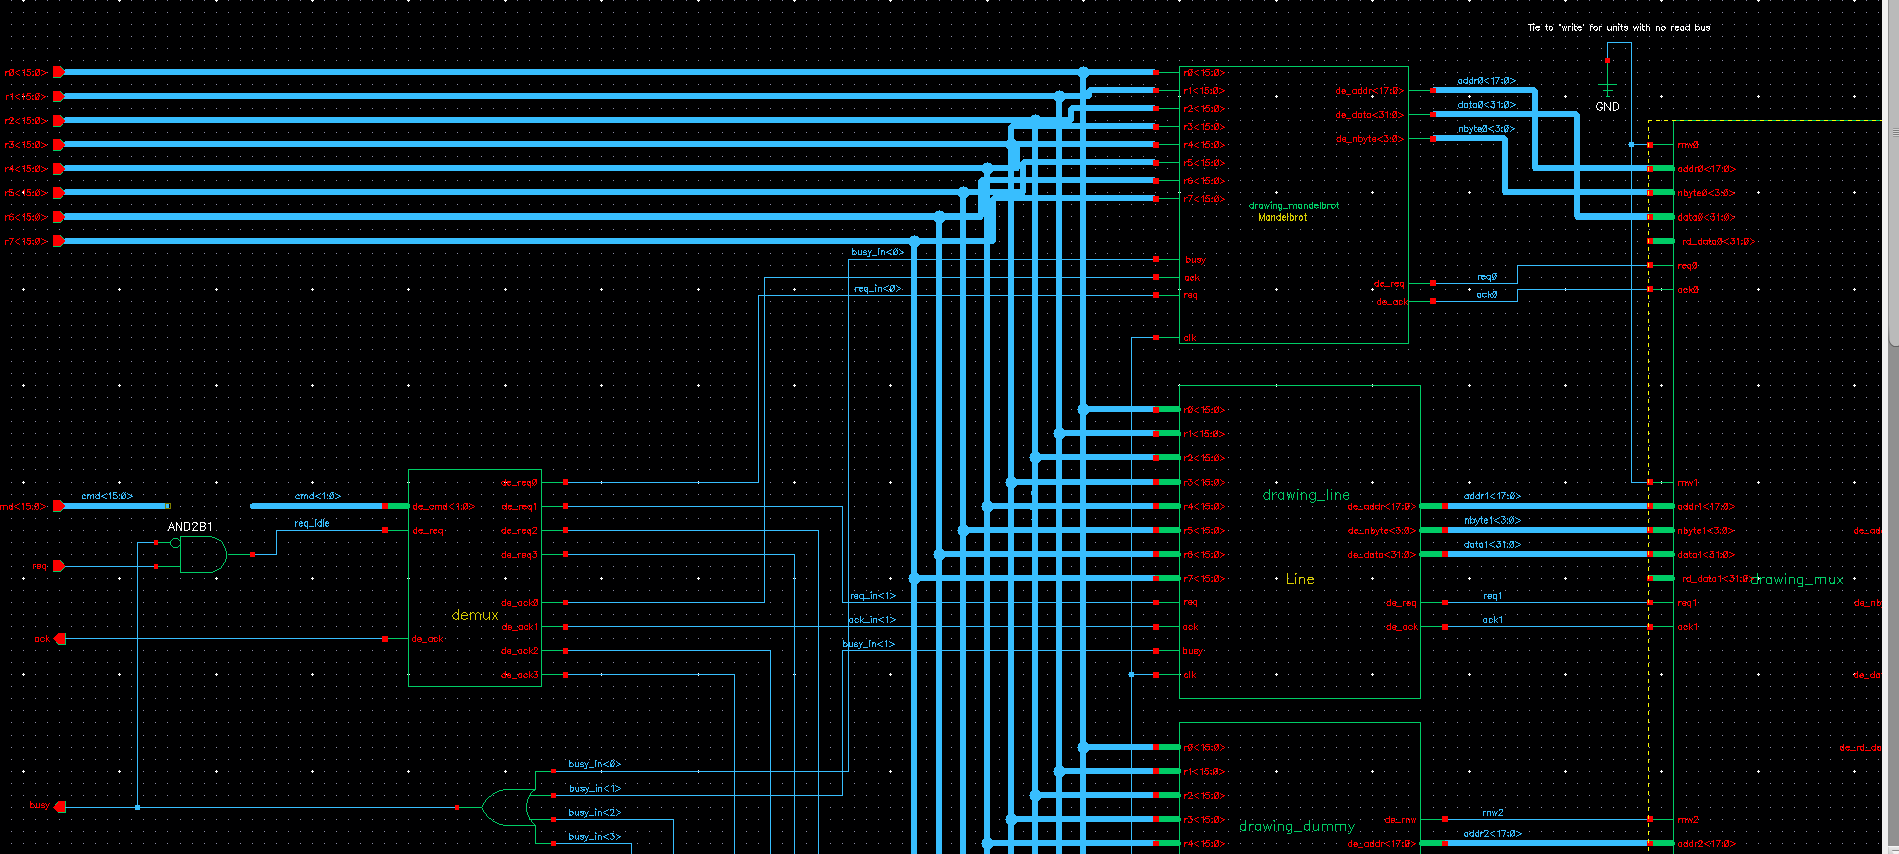 Tie to 'write' for units with no read bus
GND
r0<15:0>
r1<15:0>
r2<15:0>
r3<15:0>
r4<15:0>
r5<15:0>
r6<15:0>
r7<15:0>
r0<15:0>
r1<15:0>
r2<15:0>
r3<15:0>
r4<15:0>
r5<15:0>
r6<15:0>
r7<15:0>
busy
ack
req
clk
drawing_mandelbrot
Mandelbrot
de_addr<17:0>
de_data<31:0>
de_nbyte<3:0>
de_req
de_ack
addr0<17:0>
data0<31:0>
nbyte0<3:0>
req0
ack0
rnw0
addr0<17:0>
nbyte0<3:0>
data0<31:0>
rd_data0<31:0>
req0
ack0
busy_in<0>
req_in<0>
md<15:0>
cmd<15:0>
cmd<1:0>
AND2B1
req_idle
req
ack
busy
de_cmd<1:0>
de_req
de_ack
demux
de_req0
de_req1
de_req2
de_req3
de_ack0
de_ack1
de_ack2
de_ack3
req_in<1>
ack_in<1>
busy_in<1>
r0<15:0>
r1<15:0>
r2<15:0>
r3<15:0>
r4<15:0>
r5<15:0>
r6<15:0>
r7<15:0>
req
ack
busy
clk
drawing_line
Line
de_addr<17:0>
de_nbyte<3:0>
de_data<31:0>
de_req
de_ack
addr1<17:0>
nbyte1<3:0>
data1<31:0>
req1
ack1
rnw1
addr1<17:0>
nbyte1<3:0>
data1<31:0>
rd_data1<31:0>
req1
ack1
drawing_mux
de_ad
de_nb
de_da
de_rd_da
busy_in<0>
busy_in<1>
busy_in<2>
busy_in<3>
r0<15:0>
r1<15:0>
r2<15:0>
r3<15:0>
r4<15:0>
drawing_dummy
de_rnw
de_addr<17:0>
rnw2
addr2<17:0>
rnw2
addr2<17:0>